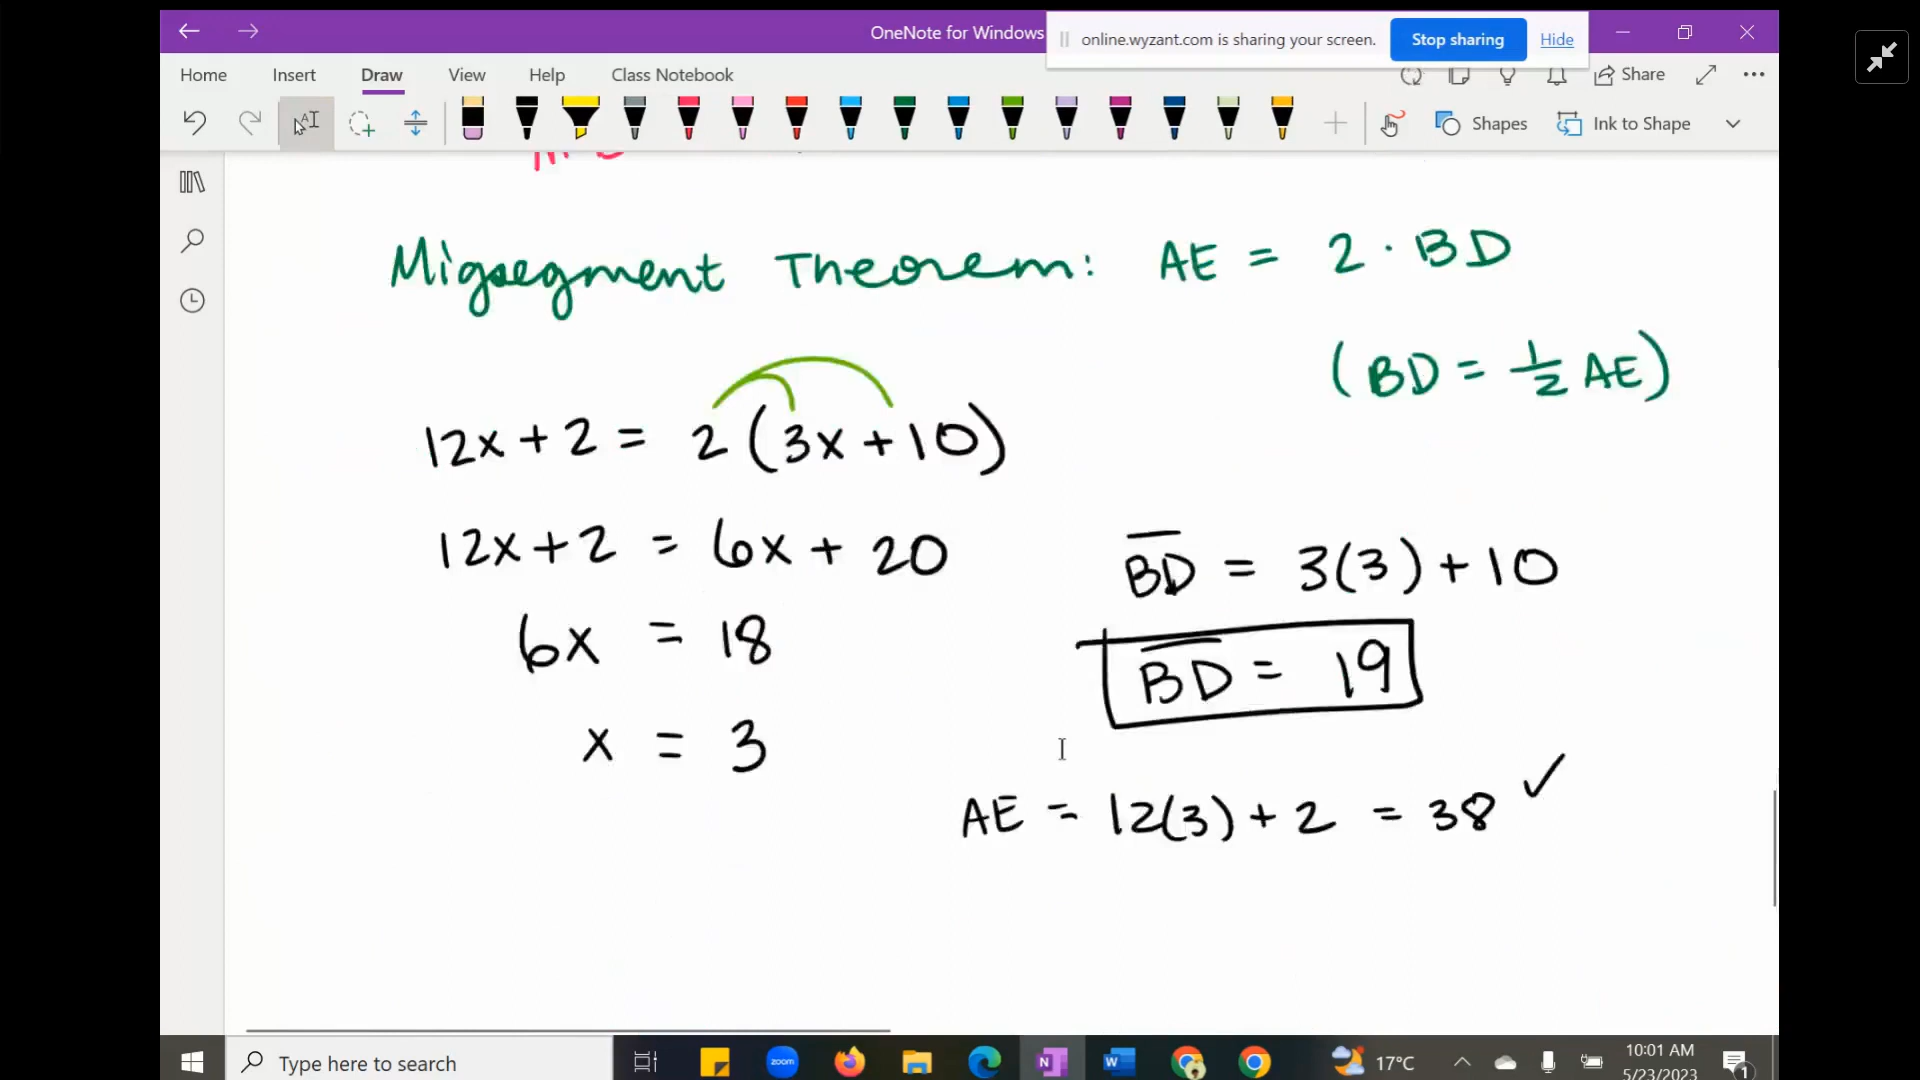 OneNote for Windows
online.wyzant.com is sharing your screen. Stop sharing Hide
Home Insert Draw View Help Class Notebook Share
Shapes Ink to Shape
Migsegment Theorem: AE = 2 · BD
(BD = 1/2 AE)
12x + 2 = 2(3x + 10)
12x + 2 = 6x + 20
6x = 18
x = 3
BD = 3(3) + 10
BD = 19
AE = 12(3) + 2 = 38 ✓
Type here to search
zoom
17°C
10:01 AM
5/23/2023
1